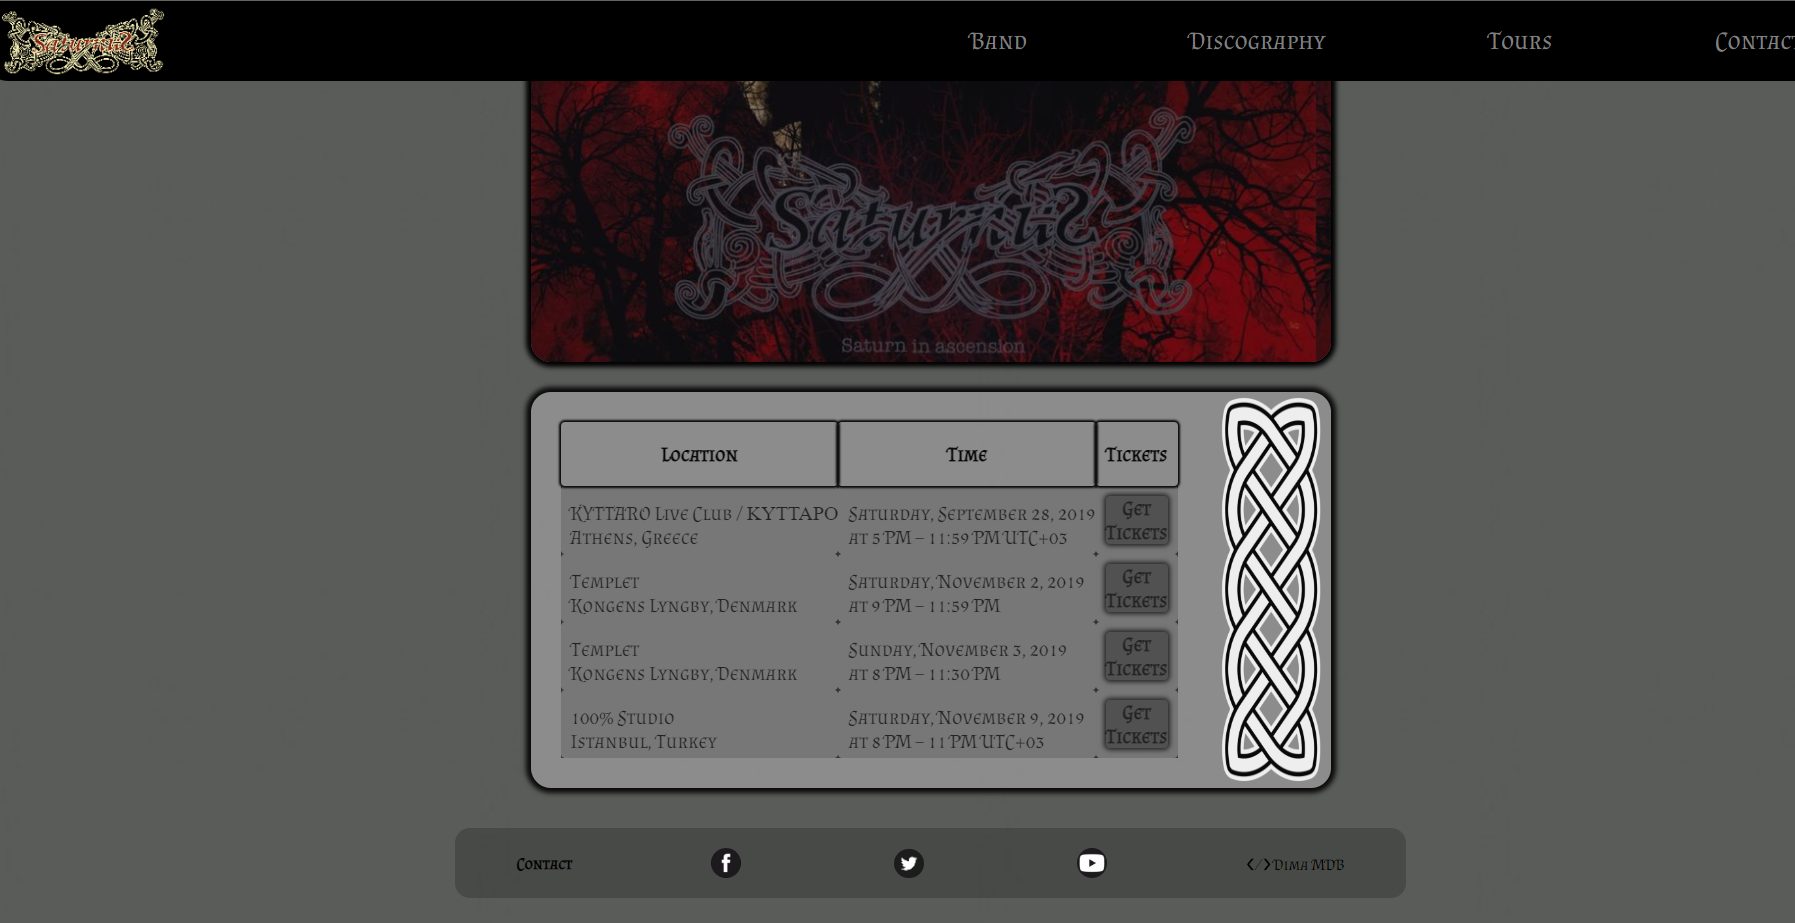 Saturnus
Band Discography Tours Contac
Saturnus
Saturn in ascension
Location Time Tickets
KYTTARO Live Club / ΚΥΤΤΑΡΟ
Athens, Greece
Saturday, September 28, 2019
at 5 PM – 11:59 PM UTC+03
Get
Tickets
Templet
Kongens Lyngby, Denmark
Saturday, November 2, 2019
at 9 PM – 11:59 PM
Get
Tickets
Templet
Kongens Lyngby, Denmark
Sunday, November 3, 2019
at 8 PM – 11:30 PM
Get
Tickets
100% Studio
Istanbul, Turkey
Saturday, November 9, 2019
at 8 PM – 11 PM UTC+03
Get
Tickets
Contact </> Dima MDB